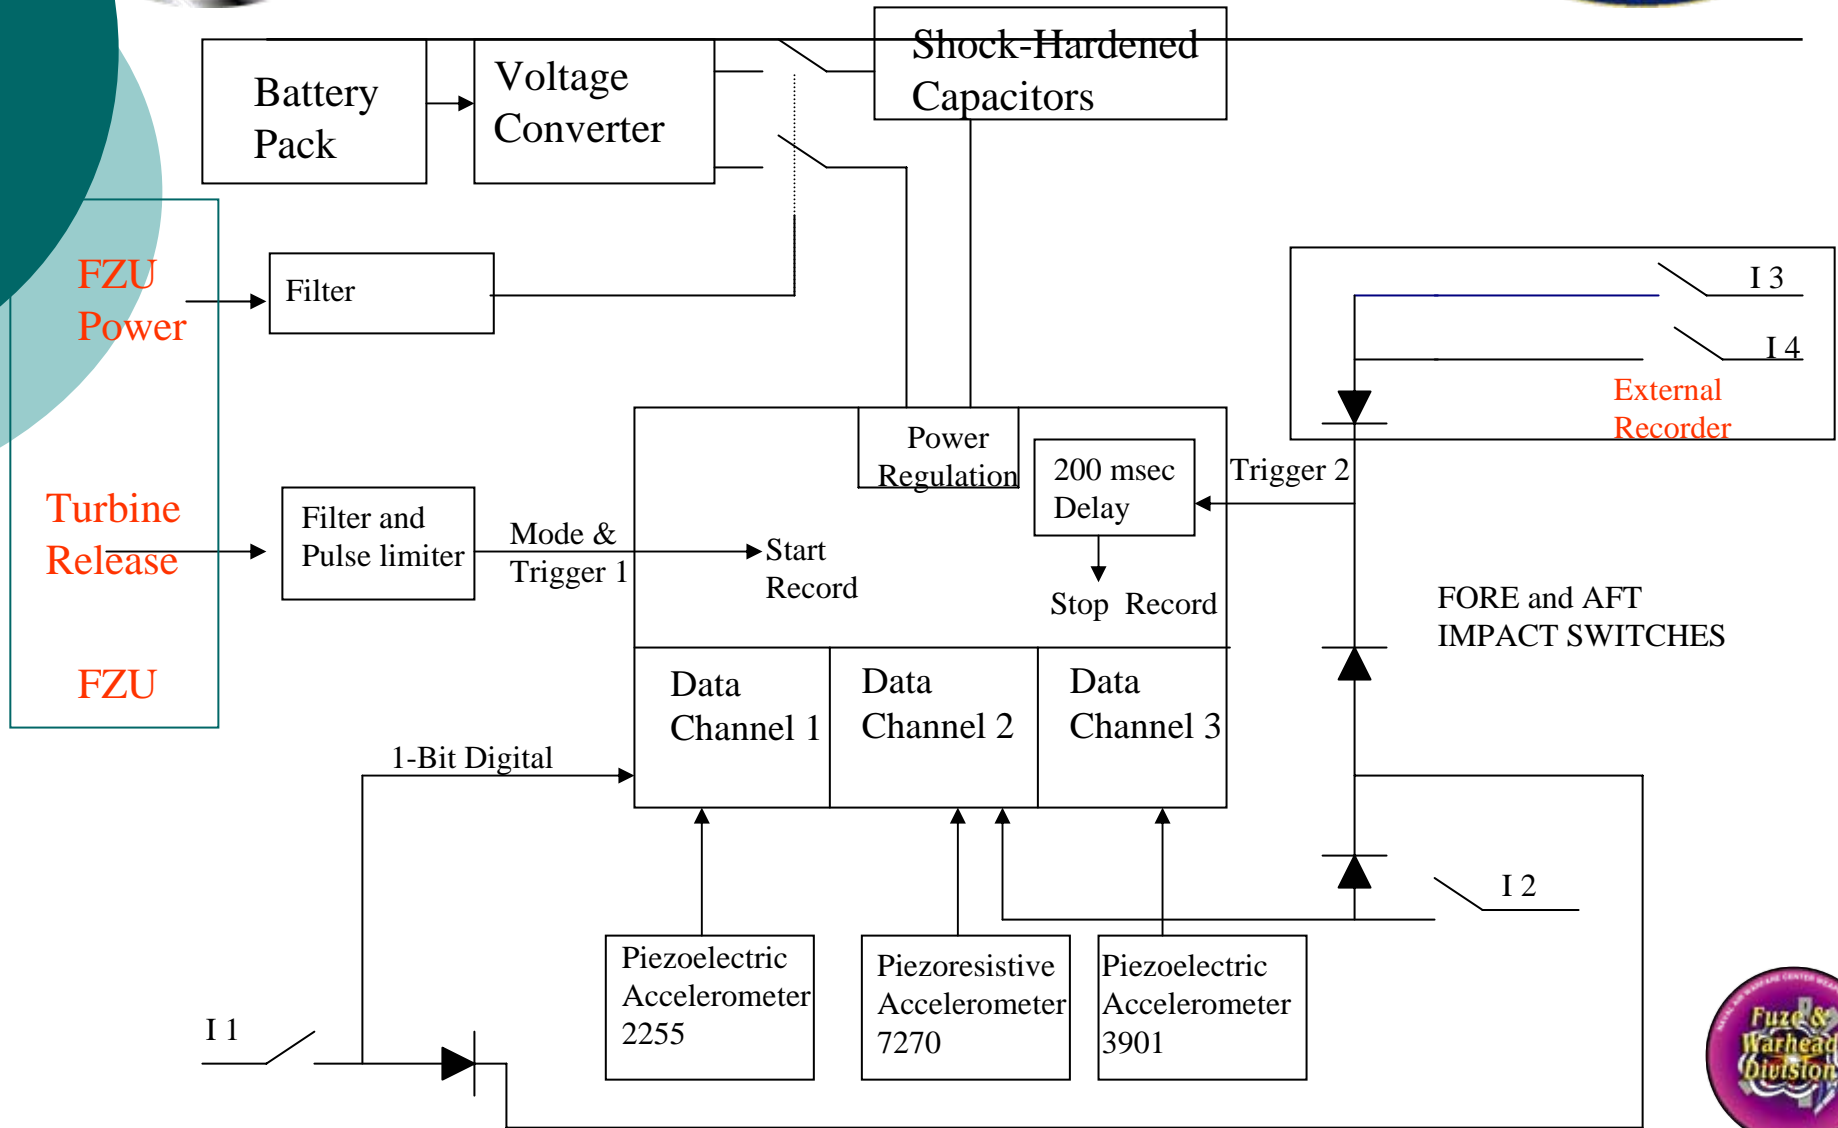 Battery
Pack
Voltage
Converter
Shock-Hardened
Capacitors
FZU
Power
Filter
I 3
I 4
External
Recorder
Power
Regulation
200 msec
Delay
Trigger 2
Turbine
Release
Filter and
Pulse limiter
Mode &
Trigger 1
Start
Record
Stop Record
FORE and AFT
IMPACT SWITCHES
FZU
Data
Channel 1
Data
Channel 2
Data
Channel 3
1-Bit Digital
I 2
Piezoelectric
Accelerometer
2255
Piezoresistive
Accelerometer
7270
Piezoelectric
Accelerometer
3901
I 1
Fuze &
Warhead
Division